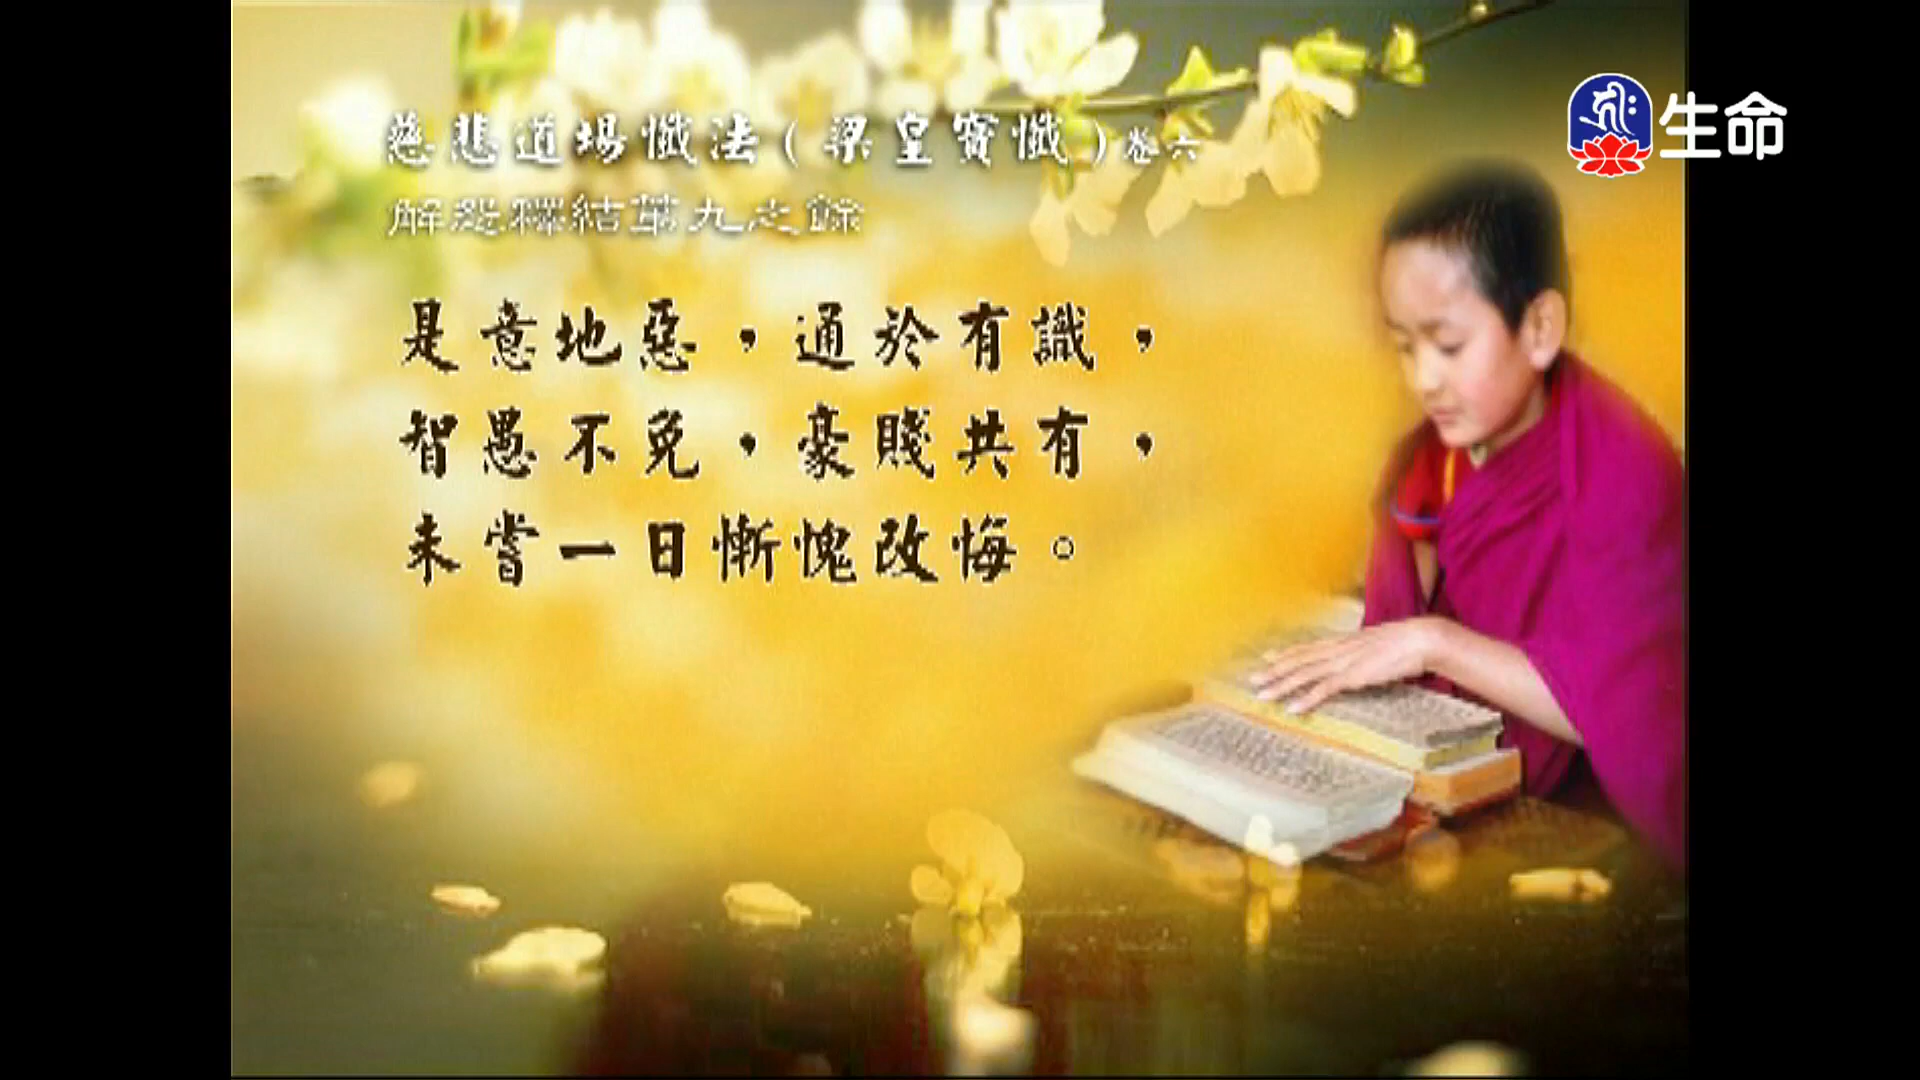 慈悲道場懺法（梁皇寶懺）卷六
解怨釋結第九之餘
生命
是意地惡，通於有識，
智愚不免，豪賤共有，
未嘗一日慚愧改悔。